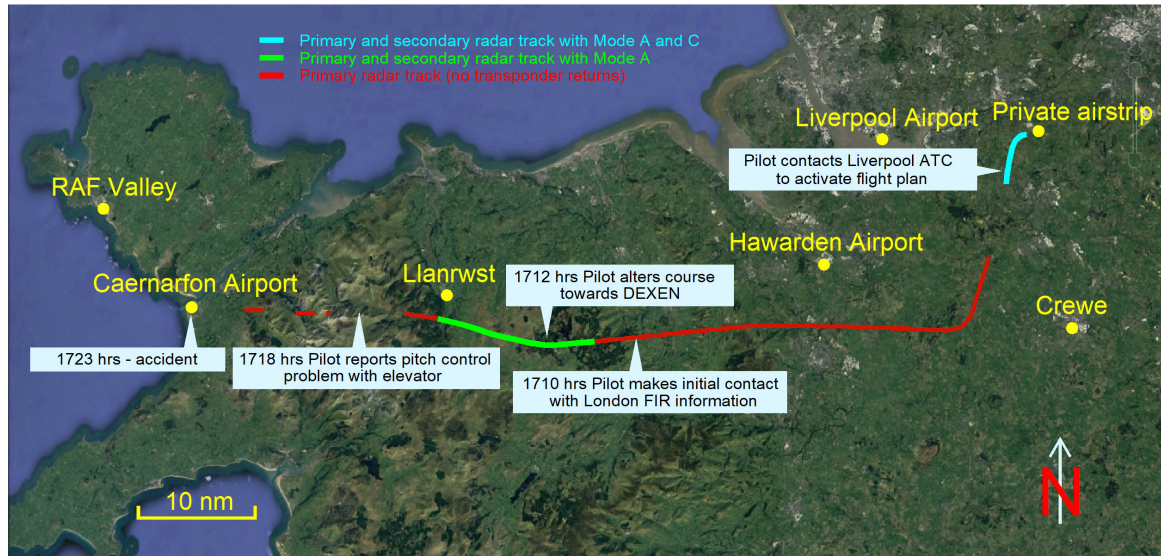 Primary and secondary radar track with Mode A and C
Primary and secondary radar track with Mode A
Primary radar track (no transponder returns)
Liverpool Airport
Private airstrip
Pilot contacts Liverpool ATC
to activate flight plan
RAF Valley
Hawarden Airport
Llanrwst
1712 hrs Pilot alters course
towards DEXEN
Caernarfon Airport
Crewe
1723 hrs - accident
1718 hrs Pilot reports pitch control
problem with elevator
1710 hrs Pilot makes initial contact
with London FIR information
10 nm
N